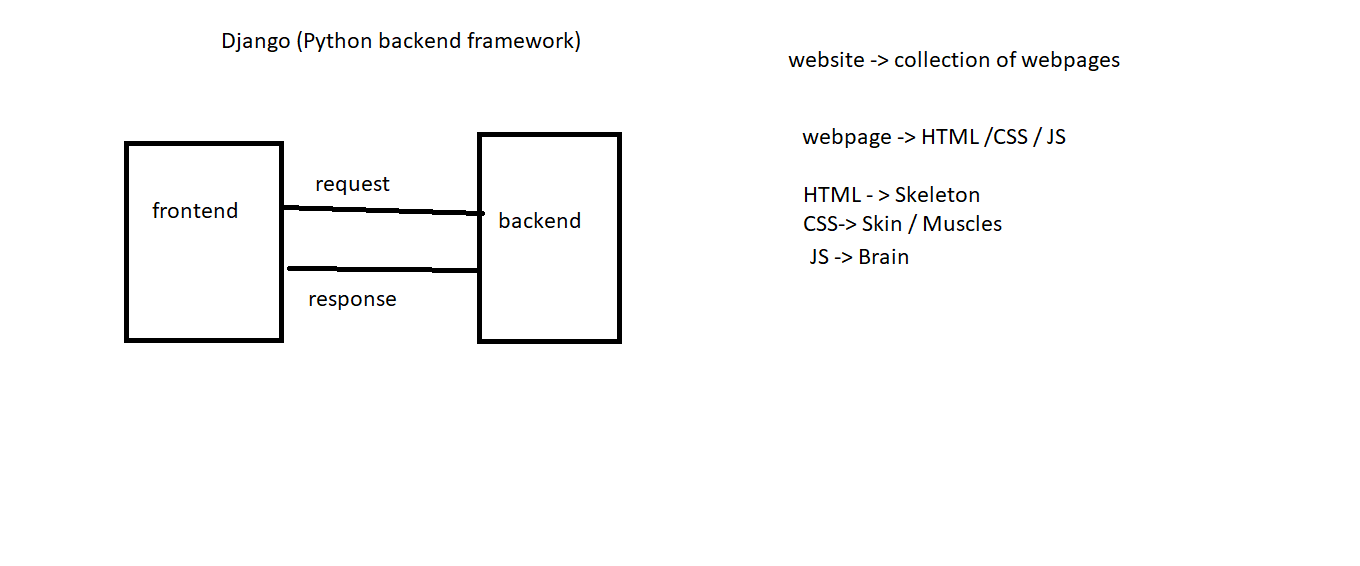 Django (Python backend framework)
website -> collection of webpages
webpage -> HTML /CSS / JS
request
frontend
backend
response
HTML - > Skeleton
CSS-> Skin / Muscles
JS -> Brain